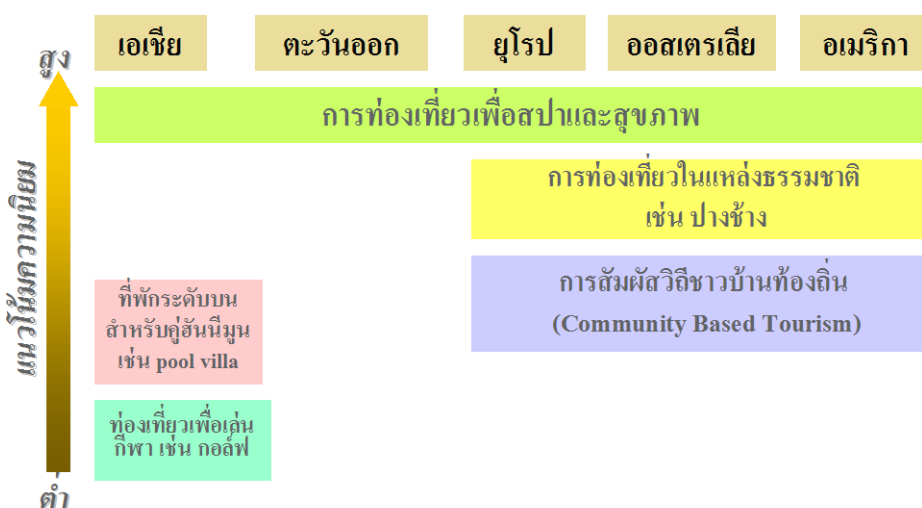 สูง
เอเชีย
ตะวันออก
ยุโรป
ออสเตรเลีย
อเมริกา
การท่องเที่ยวเพื่อสปาและสุขภาพ
การท่องเที่ยวในแหล่งธรรมชาติ
เช่น ปางช้าง
แนวโน้มความนิยม
การสัมผัสวิถีชาวบ้านท้องถิ่น
(Community Based Tourism)
ที่พักระดับบน
สำหรับคู่ฮันนีมูน
เช่น pool villa
ท่องเที่ยวเพื่อเล่น
กีฬา เช่น กอล์ฟ
ต่ำ